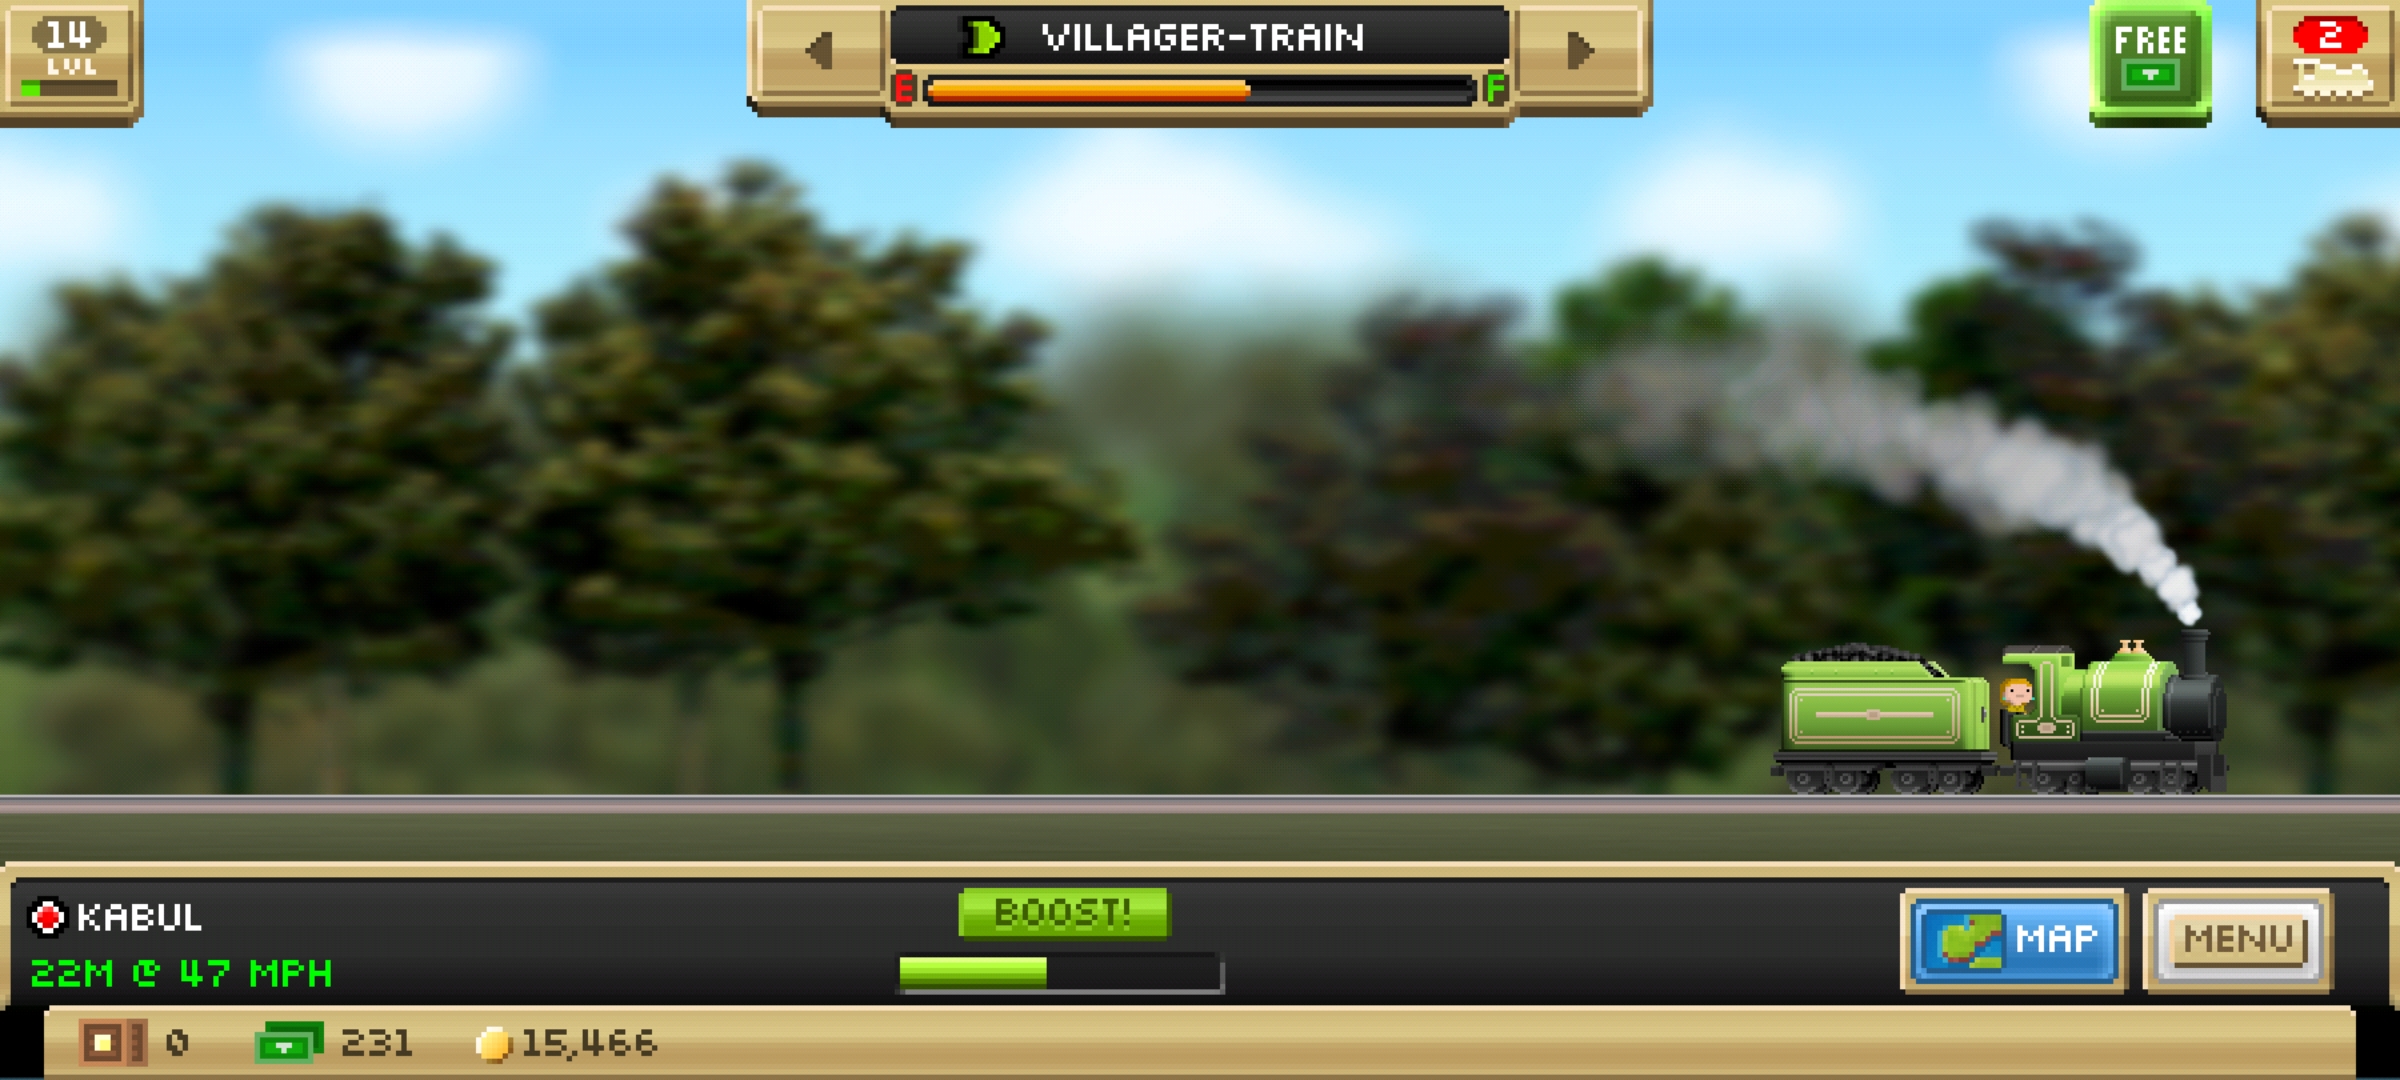 14
LVL
VILLAGER-TRAIN
E F
FREE
2
KABUL
22M @ 47 MPH
BOOST!
MAP
MENU
0 231 15,466